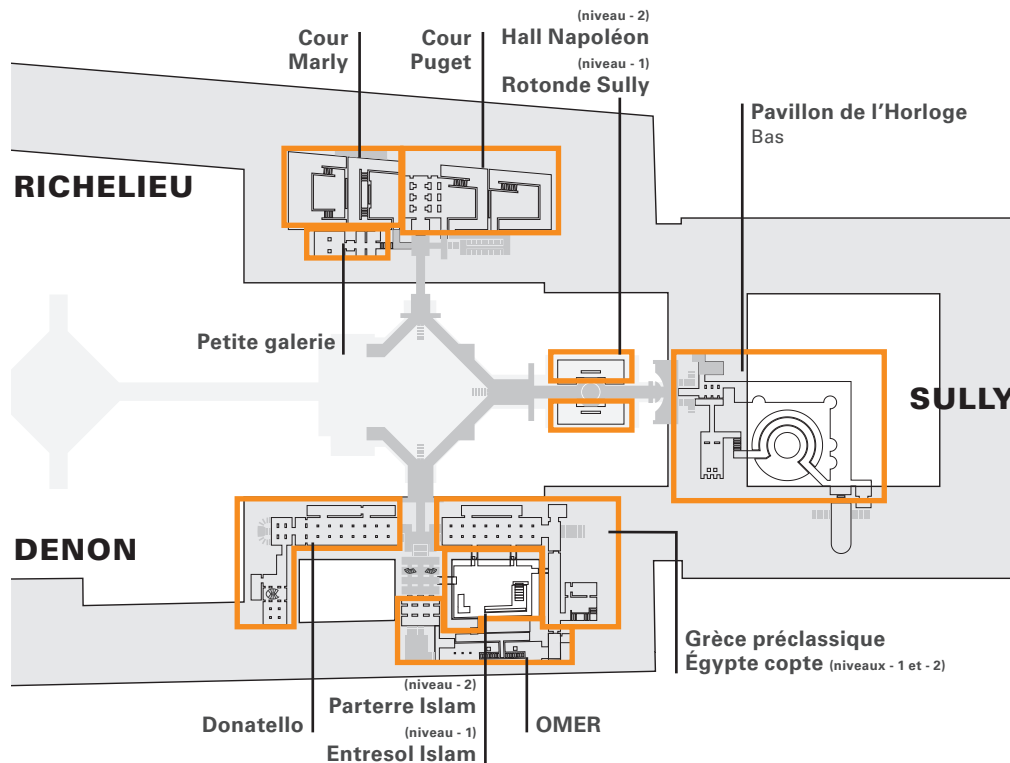 (niveau - 2)
Cour
Marly
Cour
Puget
Hall Napoléon
(niveau - 1)
Rotonde Sully
Pavillon de l’Horloge
Bas
RICHELIEU
Petite galerie
SULLY
DENON
Grèce préclassique
Égypte copte (niveaux - 1 et - 2)
(niveau - 2)
Donatello
Parterre Islam
OMER
(niveau - 1)
Entresol Islam